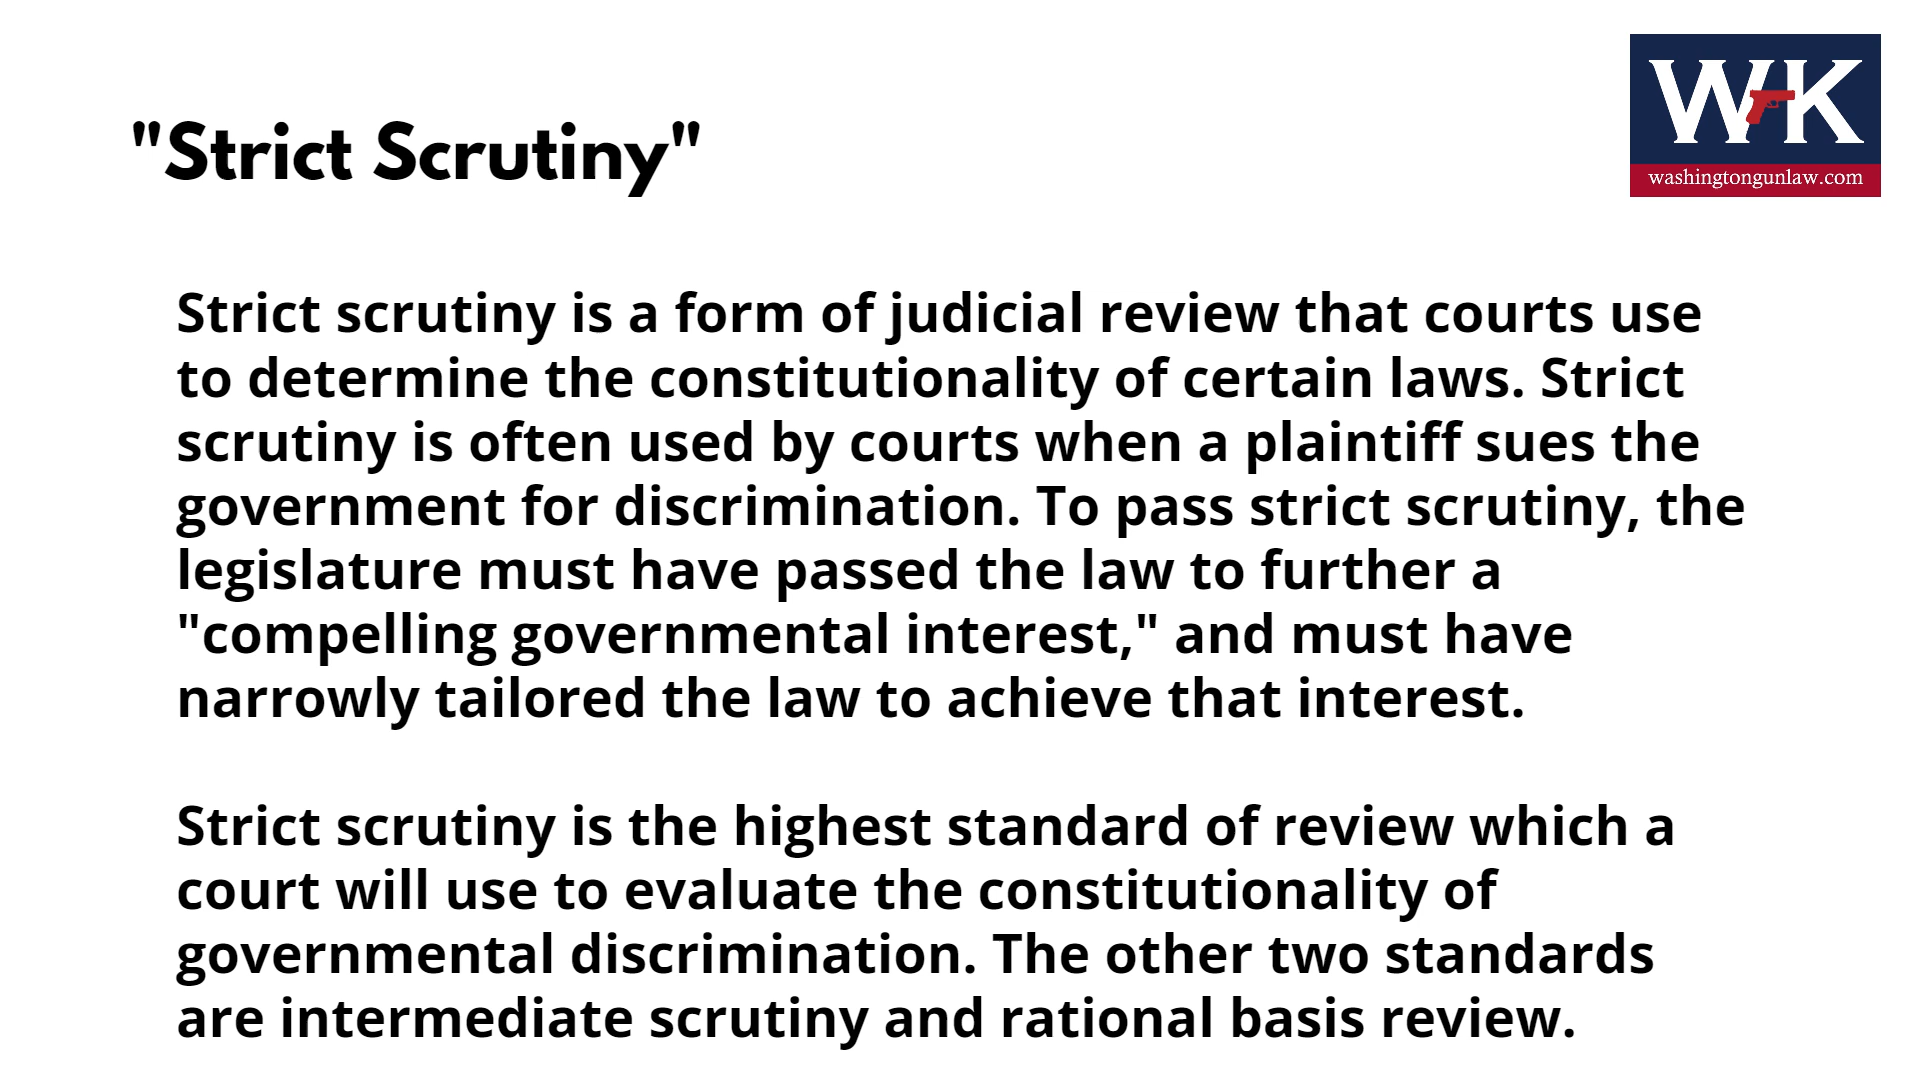 WK
washingtongunlaw.com
"Strict Scrutiny"
Strict scrutiny is a form of judicial review that courts use
to determine the constitutionality of certain laws. Strict
scrutiny is often used by courts when a plaintiff sues the
government for discrimination. To pass strict scrutiny, the
legislature must have passed the law to further a
"compelling governmental interest," and must have
narrowly tailored the law to achieve that interest.
Strict scrutiny is the highest standard of review which a
court will use to evaluate the constitutionality of
governmental discrimination. The other two standards
are intermediate scrutiny and rational basis review.